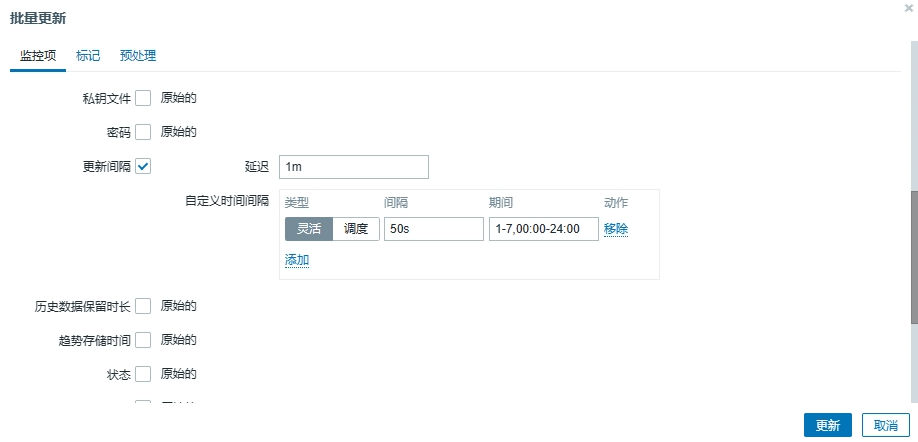 批量更新
监控项 标记 预处理
私钥文件 原始的
密码 原始的
更新间隔 延迟 1m
自定义时间间隔 类型 间隔 期间 动作
灵活 调度 50s 1-7,00:00-24:00 移除
添加
历史数据保留时长 原始的
趋势存储时间 原始的
状态 原始的
更新 取消